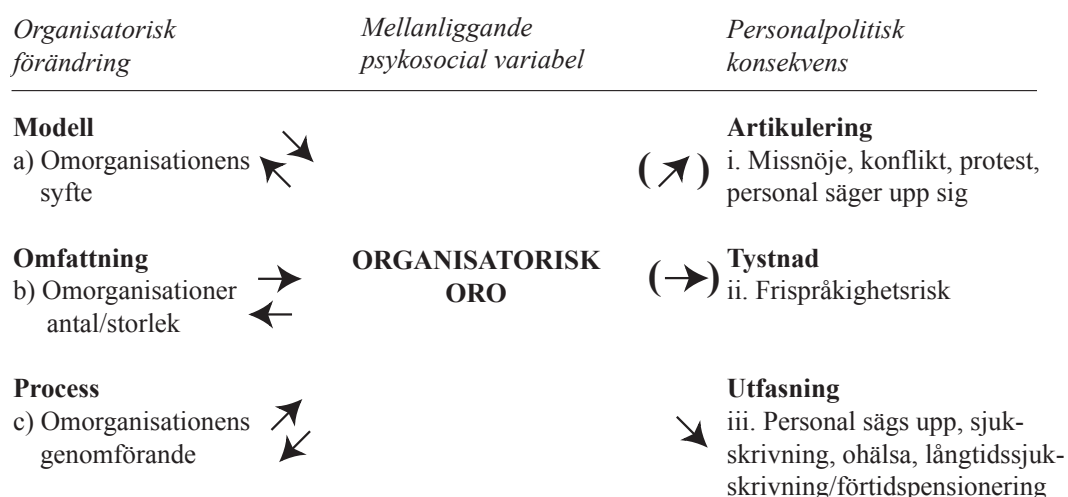 Organisatorisk
förändring
Mellanliggande
psykosocial variabel
Personalpolitisk
konsekvens
Modell
a) Omorganisationens
syfte
Artikulering
i. Missnöje, konflikt, protest,
personal säger upp sig
Omfattning
b) Omorganisationer
antal/storlek
ORGANISATORISK
ORO
Tystnad
ii. Frispråkighetsrisk
Process
c) Omorganisationens
genomförande
Utfasning
iii. Personal sägs upp, sjuk-
skrivning, ohälsa, långtidssjuk-
skrivning/förtidspensionering